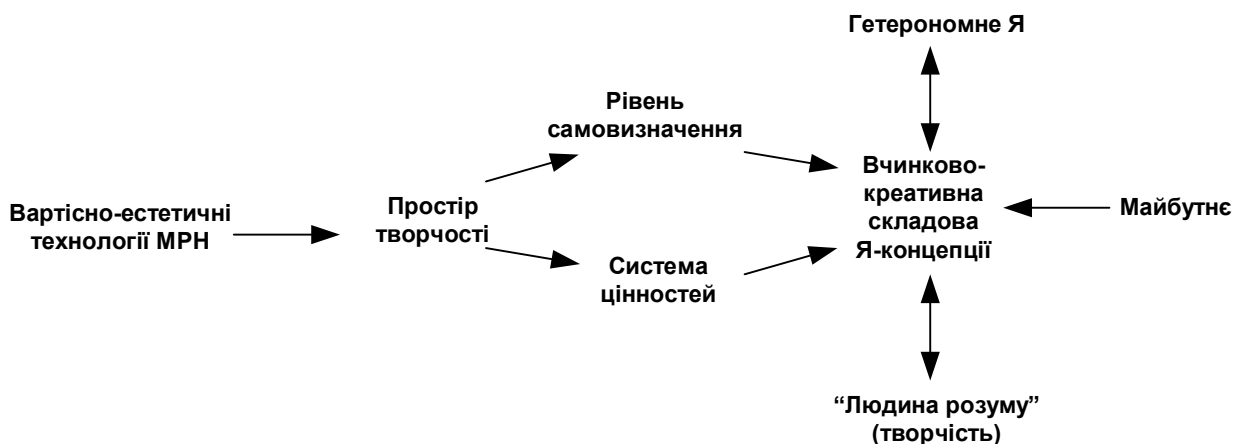 Гетерономне Я
Рівень
самовизначення
Вчинково-
креативна
складова
Я-концепції
Вартісно-естетичні
технології МРН
Простір
творчості
Майбутнє
Система
цінностей
“Людина розуму”
(творчість)